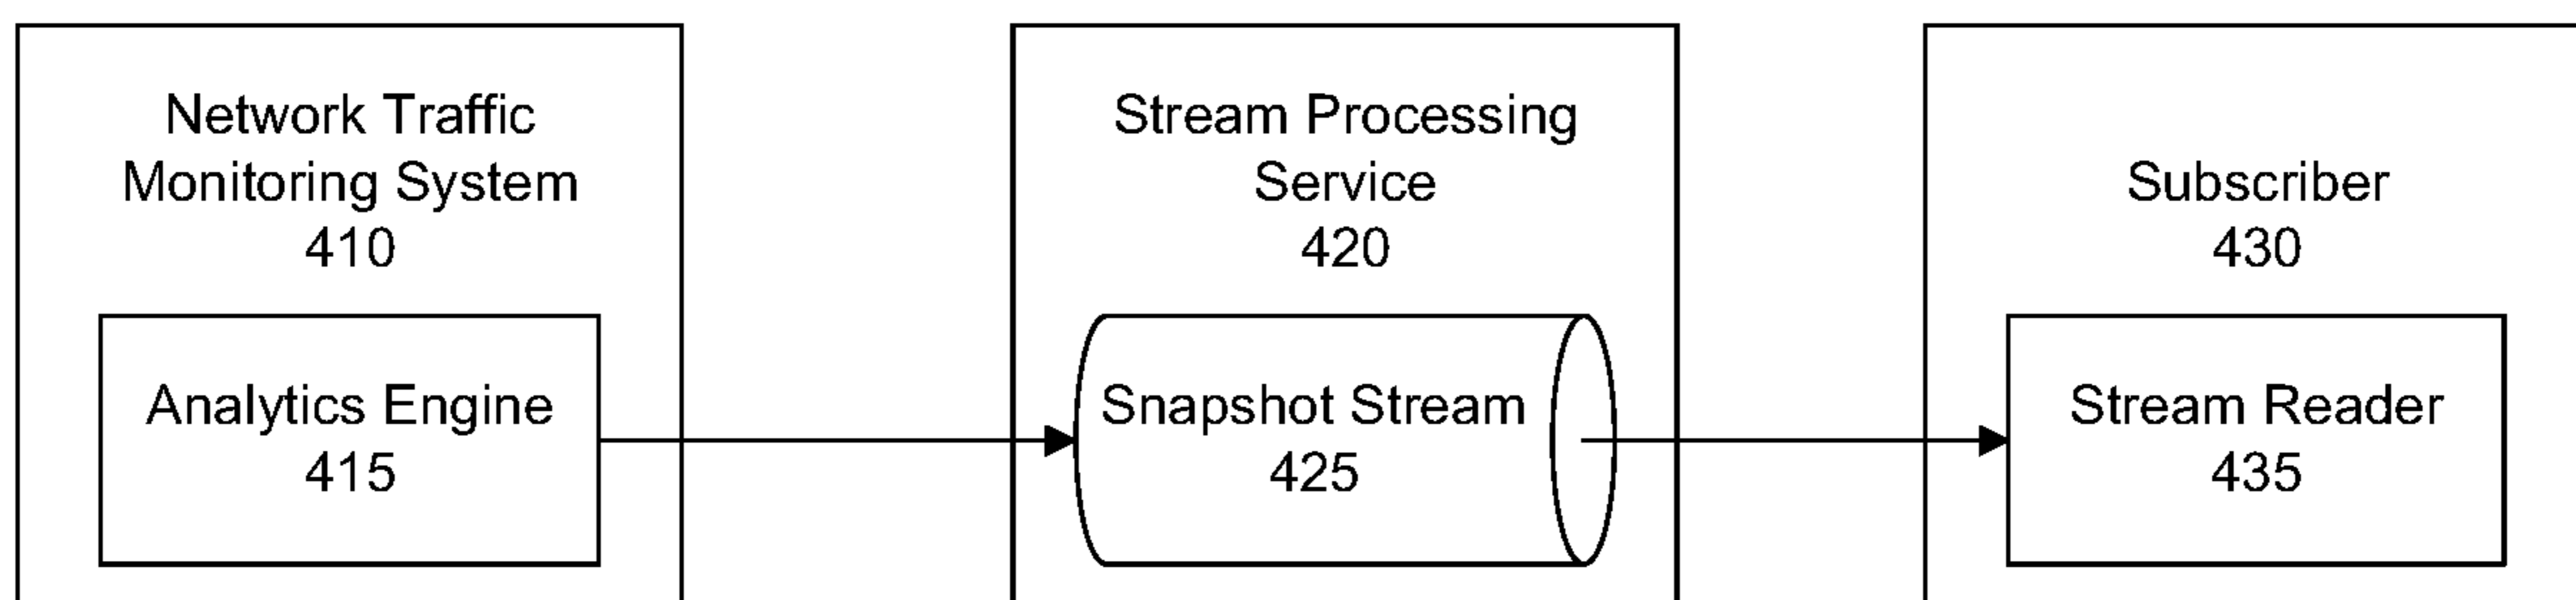 Network Traffic
Monitoring System
410
Analytics Engine
415
Stream Processing
Service
420
Snapshot Stream
425
Subscriber
430
Stream Reader
435